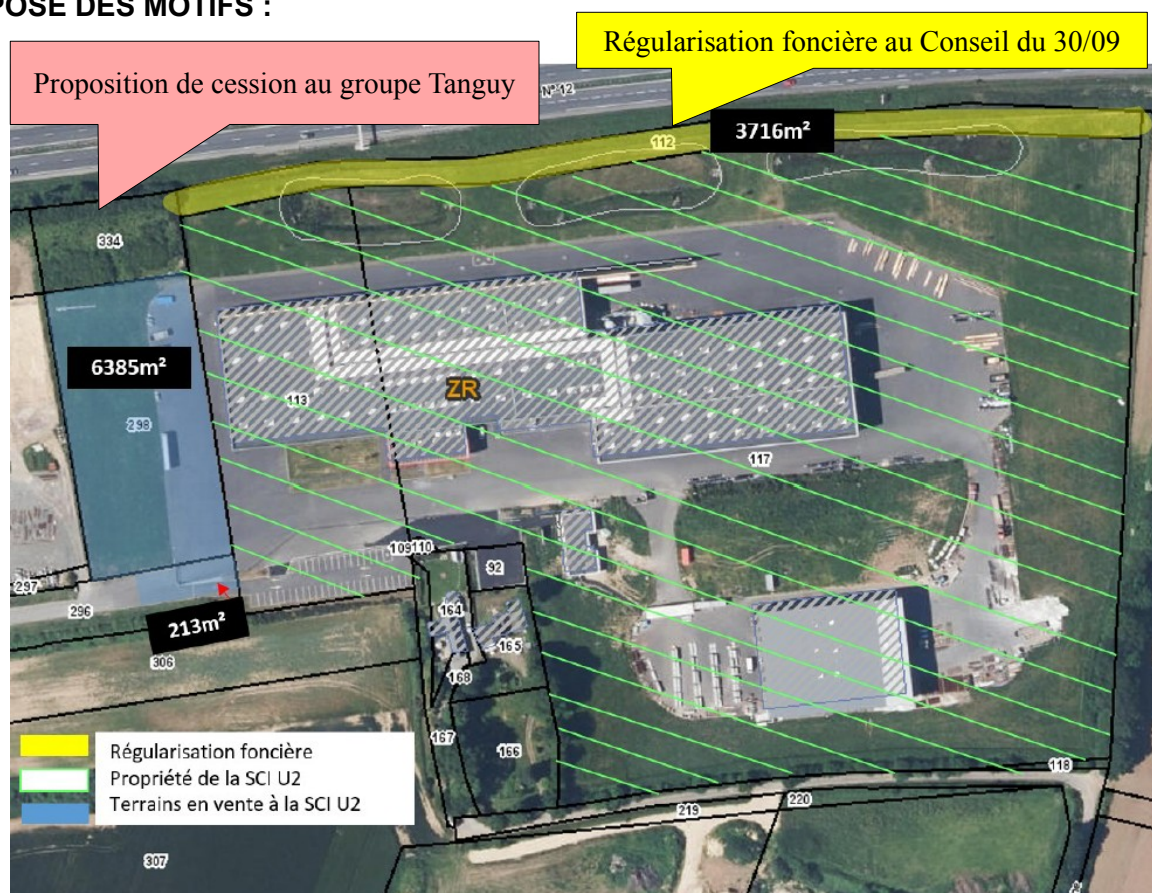 POSÉ DES MOTIFS :
Régularisation foncière au Conseil du 30/09
Proposition de cession au groupe Tanguy
N° 12
3716m²
112
334
6385m²
298
113
ZR
117
109 110
92
297
296
164
165
213m²
306
168
167
166
118
219
220
307
Régularisation foncière
Propriété de la SCI U2
Terrains en vente à la SCI U2